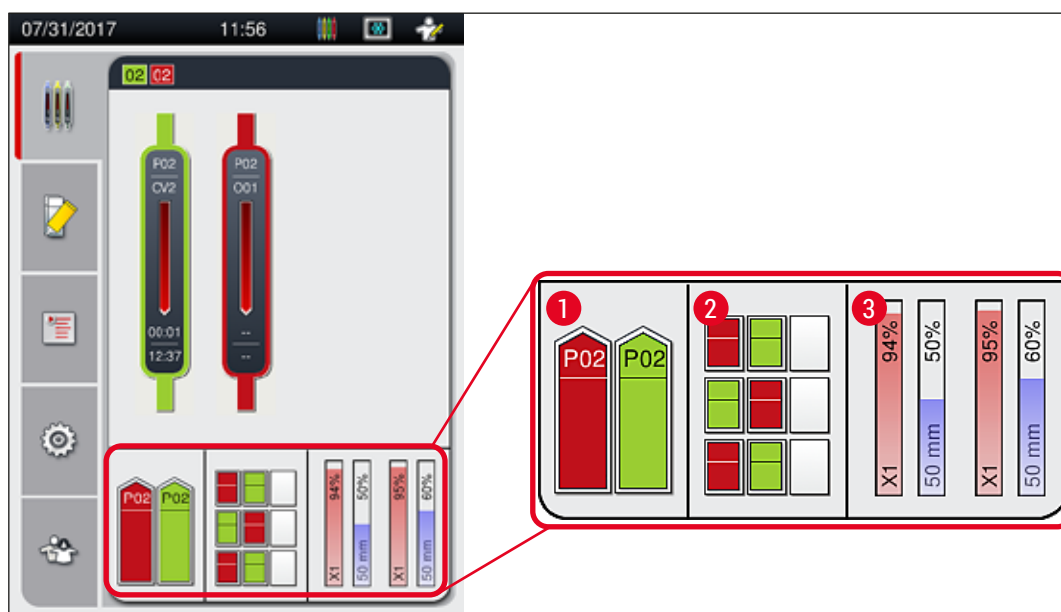 07/31/2017 11:56
02 02
P02 P02
CV2 O01
00:01 --
12:37 --
P02 P02
X1 94% 50 mm 50% X1 95% 50 mm 60%
1 2 3
P02 P02
X1 94% 50 mm 50% X1 95% 50 mm 60%